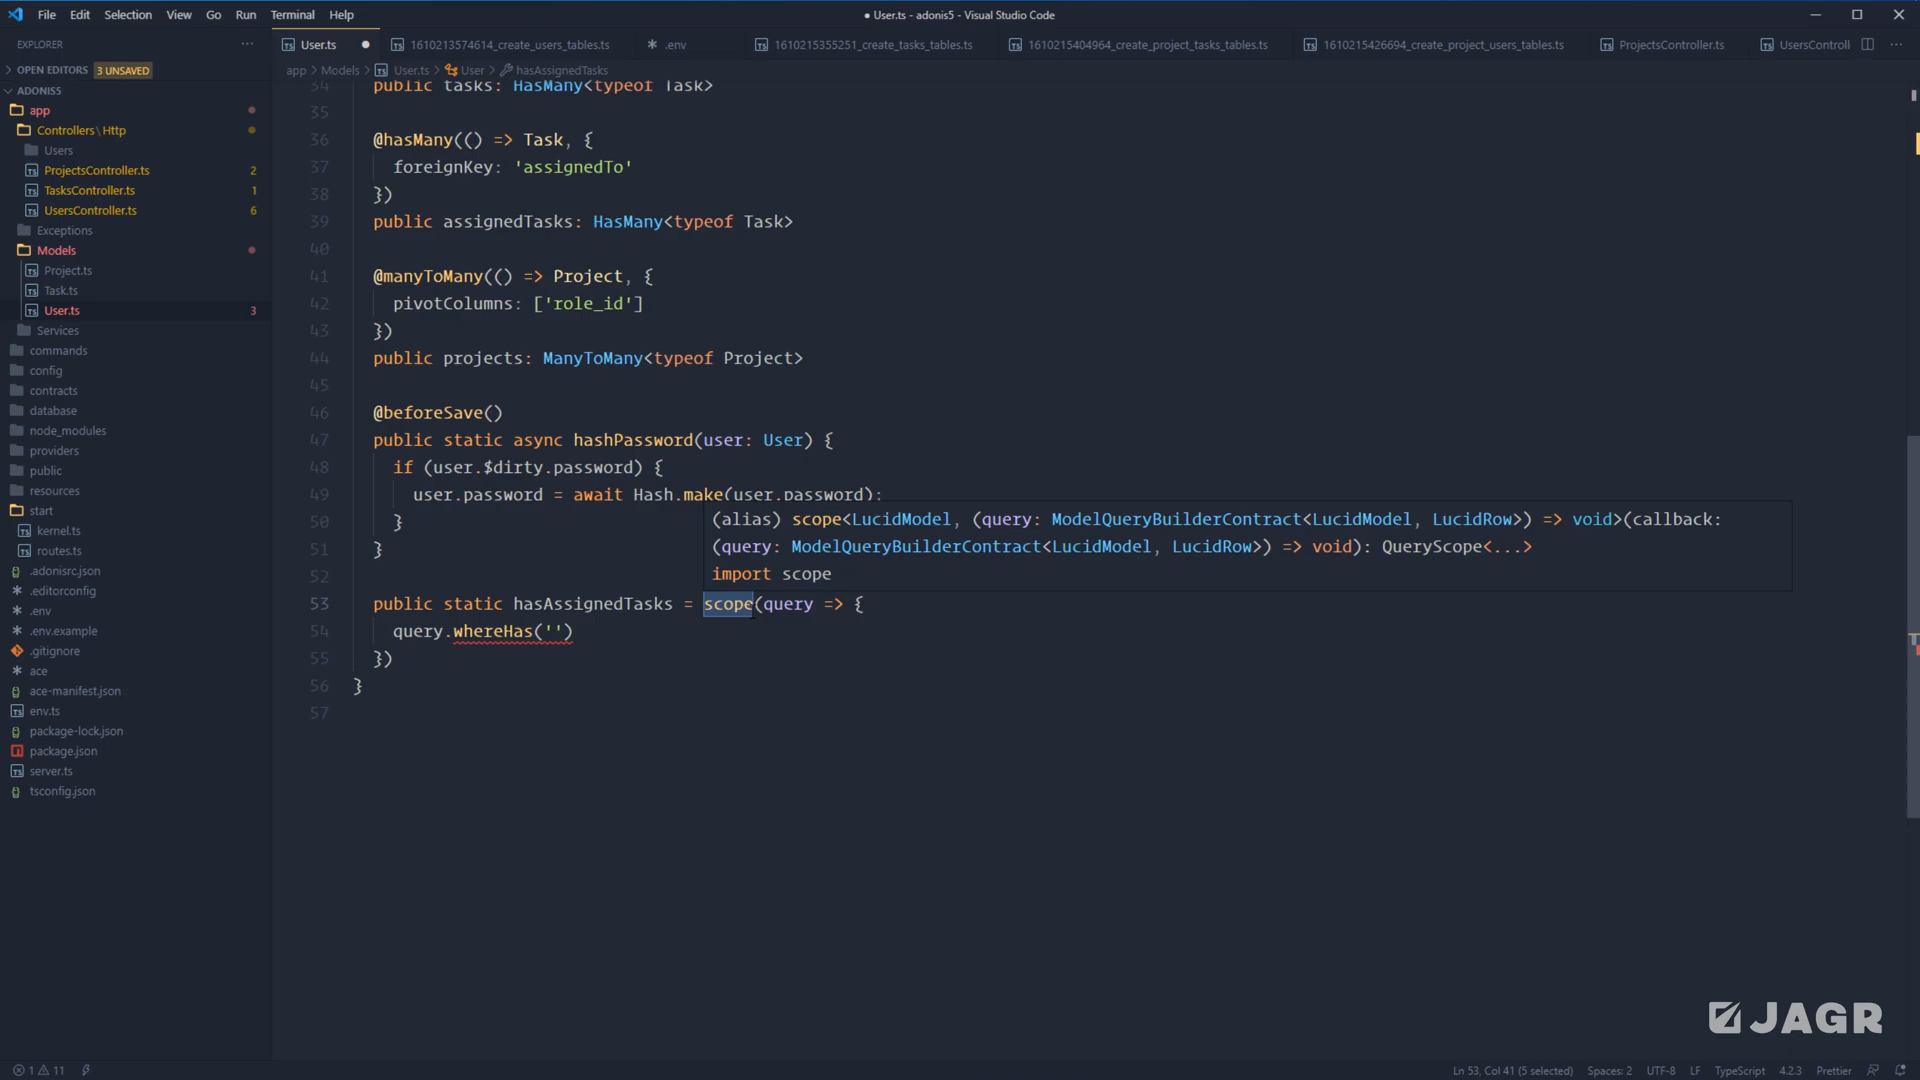 File Edit Selection View Go Run Terminal Help
● User.ts - adonis5 - Visual Studio Code
EXPLORER
User.ts
1610213574614_create_users_tables.ts
.env
1610215355251_create_tasks_tables.ts
1610215404964_create_project_tasks_tables.ts
1610215426694_create_project_users_tables.ts
ProjectsController.ts
UsersControll
OPEN EDITORS 3 UNSAVED
app > Models > User.ts > User > hasAssignedTasks
ADONIS5
app
Controllers \ Http
Users
ProjectsController.ts 2
TasksController.ts 1
UsersController.ts 6
Exceptions
Models
Project.ts
Task.ts
User.ts 3
Services
commands
config
contracts
database
node_modules
providers
public
resources
start
kernel.ts
routes.ts
.adonisrc.json
.editorconfig
.env
.env.example
.gitignore
ace
ace-manifest.json
env.ts
package-lock.json
package.json
server.ts
tsconfig.json
34 public tasks: HasMany<typeof Task>
35
36 @hasMany(() => Task, {
37 foreignKey: 'assignedTo'
38 })
39 public assignedTasks: HasMany<typeof Task>
40
41 @manyToMany(() => Project, {
42 pivotColumns: ['role_id']
43 })
44 public projects: ManyToMany<typeof Project>
45
46 @beforeSave()
47 public static async hashPassword(user: User) {
48 if (user.$dirty.password) {
49 user.password = await Hash.make(user.password);
50 }
51 }
52
(alias) scope<LucidModel, (query: ModelQueryBuilderContract<LucidModel, LucidRow>) => void>(callback:
(query: ModelQueryBuilderContract<LucidModel, LucidRow>) => void): QueryScope<...>
import scope
53 public static hasAssignedTasks = scope(query => {
54 query.whereHas('')
55 })
56 }
57
JAGR
1 11
Ln 53, Col 41 (5 selected) Spaces: 2 UTF-8 LF TypeScript 4.2.3 Prettier